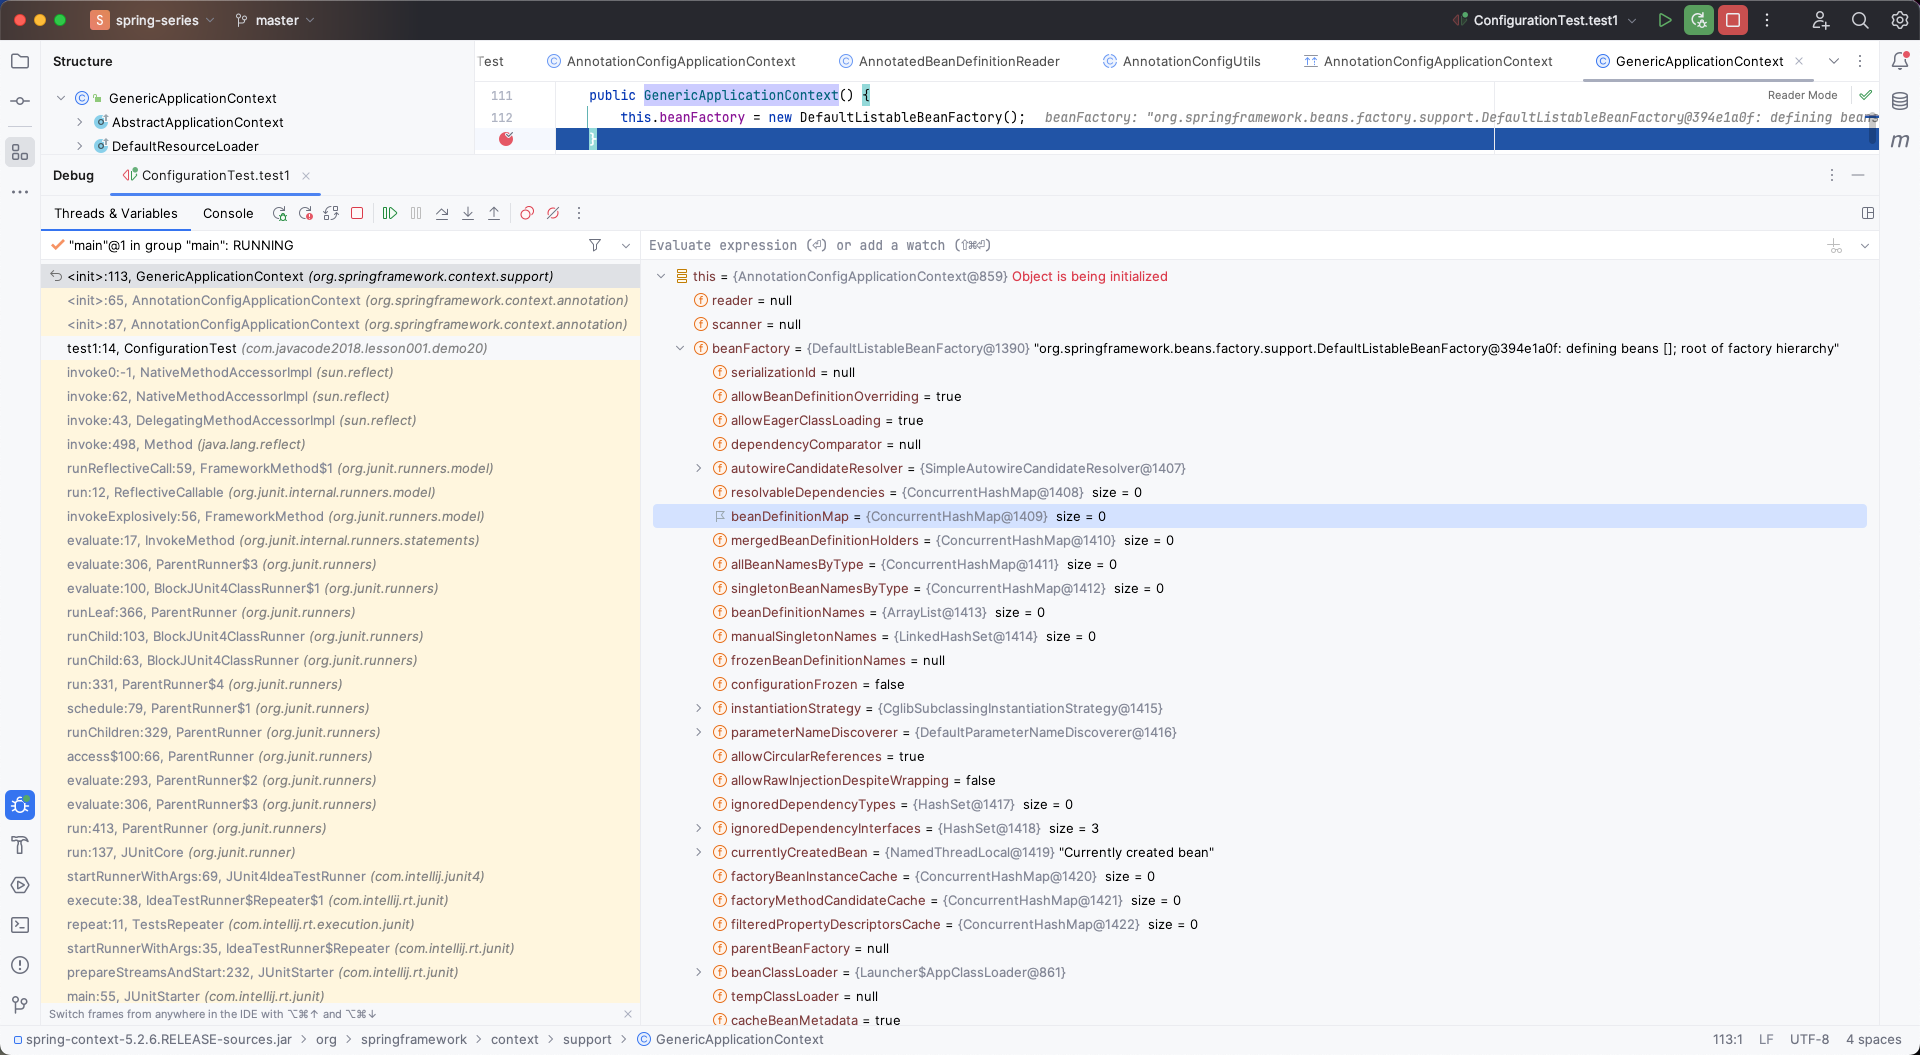 S spring-series master ConfigurationTest.test1
Structure
Test AnnotationConfigApplicationContext AnnotatedBeanDefinitionReader AnnotationConfigUtils AnnotationConfigApplicationContext GenericApplicationContext
GenericApplicationContext
AbstractApplicationContext
DefaultResourceLoader
111 public GenericApplicationContext() {
Reader Mode
112 this.beanFactory = new DefaultListableBeanFactory(); beanFactory: "org.springframework.beans.factory.support.DefaultListableBeanFactory@394e1a0f: defining beans
}
Debug ConfigurationTest.test1
Threads & Variables Console
"main"@1 in group "main": RUNNING
<init>:113, GenericApplicationContext (org.springframework.context.support)
<init>:65, AnnotationConfigApplicationContext (org.springframework.context.annotation)
<init>:87, AnnotationConfigApplicationContext (org.springframework.context.annotation)
test1:14, ConfigurationTest (com.javacode2018.lesson001.demo20)
invoke0:-1, NativeMethodAccessorImpl (sun.reflect)
invoke:62, NativeMethodAccessorImpl (sun.reflect)
invoke:43, DelegatingMethodAccessorImpl (sun.reflect)
invoke:498, Method (java.lang.reflect)
runReflectiveCall:59, FrameworkMethod$1 (org.junit.runners.model)
run:12, ReflectiveCallable (org.junit.internal.runners.model)
invokeExplosively:56, FrameworkMethod (org.junit.runners.model)
evaluate:17, InvokeMethod (org.junit.internal.runners.statements)
evaluate:306, ParentRunner$3 (org.junit.runners)
evaluate:100, BlockJUnit4ClassRunner$1 (org.junit.runners)
runLeaf:366, ParentRunner (org.junit.runners)
runChild:103, BlockJUnit4ClassRunner (org.junit.runners)
runChild:63, BlockJUnit4ClassRunner (org.junit.runners)
run:331, ParentRunner$4 (org.junit.runners)
schedule:79, ParentRunner$1 (org.junit.runners)
runChildren:329, ParentRunner (org.junit.runners)
access$100:66, ParentRunner (org.junit.runners)
evaluate:293, ParentRunner$2 (org.junit.runners)
evaluate:306, ParentRunner$3 (org.junit.runners)
run:413, ParentRunner (org.junit.runners)
run:137, JUnitCore (org.junit.runner)
startRunnerWithArgs:69, JUnit4IdeaTestRunner (com.intellij.junit4)
execute:38, IdeaTestRunner$Repeater$1 (com.intellij.rt.junit)
repeat:11, TestsRepeater (com.intellij.rt.execution.junit)
startRunnerWithArgs:35, IdeaTestRunner$Repeater (com.intellij.rt.junit)
prepareStreamsAndStart:232, JUnitStarter (com.intellij.rt.junit)
main:55, JUnitStarter (com.intellij.rt.junit)
Switch frames from anywhere in the IDE with ⌥⌘↑ and ⌥⌘↓
Evaluate expression (⏎) or add a watch (⇧⌘⏎)
this = {AnnotationConfigApplicationContext@859} Object is being initialized
reader = null
scanner = null
beanFactory = {DefaultListableBeanFactory@1390} "org.springframework.beans.factory.support.DefaultListableBeanFactory@394e1a0f: defining beans []; root of factory hierarchy"
serializationId = null
allowBeanDefinitionOverriding = true
allowEagerClassLoading = true
dependencyComparator = null
autowireCandidateResolver = {SimpleAutowireCandidateResolver@1407}
resolvableDependencies = {ConcurrentHashMap@1408} size = 0
beanDefinitionMap = {ConcurrentHashMap@1409} size = 0
mergedBeanDefinitionHolders = {ConcurrentHashMap@1410} size = 0
allBeanNamesByType = {ConcurrentHashMap@1411} size = 0
singletonBeanNamesByType = {ConcurrentHashMap@1412} size = 0
beanDefinitionNames = {ArrayList@1413} size = 0
manualSingletonNames = {LinkedHashSet@1414} size = 0
frozenBeanDefinitionNames = null
configurationFrozen = false
instantiationStrategy = {CglibSubclassingInstantiationStrategy@1415}
parameterNameDiscoverer = {DefaultParameterNameDiscoverer@1416}
allowCircularReferences = true
allowRawInjectionDespiteWrapping = false
ignoredDependencyTypes = {HashSet@1417} size = 0
ignoredDependencyInterfaces = {HashSet@1418} size = 3
currentlyCreatedBean = {NamedThreadLocal@1419} "Currently created bean"
factoryBeanInstanceCache = {ConcurrentHashMap@1420} size = 0
factoryMethodCandidateCache = {ConcurrentHashMap@1421} size = 0
filteredPropertyDescriptorsCache = {ConcurrentHashMap@1422} size = 0
parentBeanFactory = null
beanClassLoader = {Launcher$AppClassLoader@861}
tempClassLoader = null
cacheBeanMetadata = true
spring-context-5.2.6.RELEASE-sources.jar > org > springframework > context > support > GenericApplicationContext
113:1 LF UTF-8 4 spaces